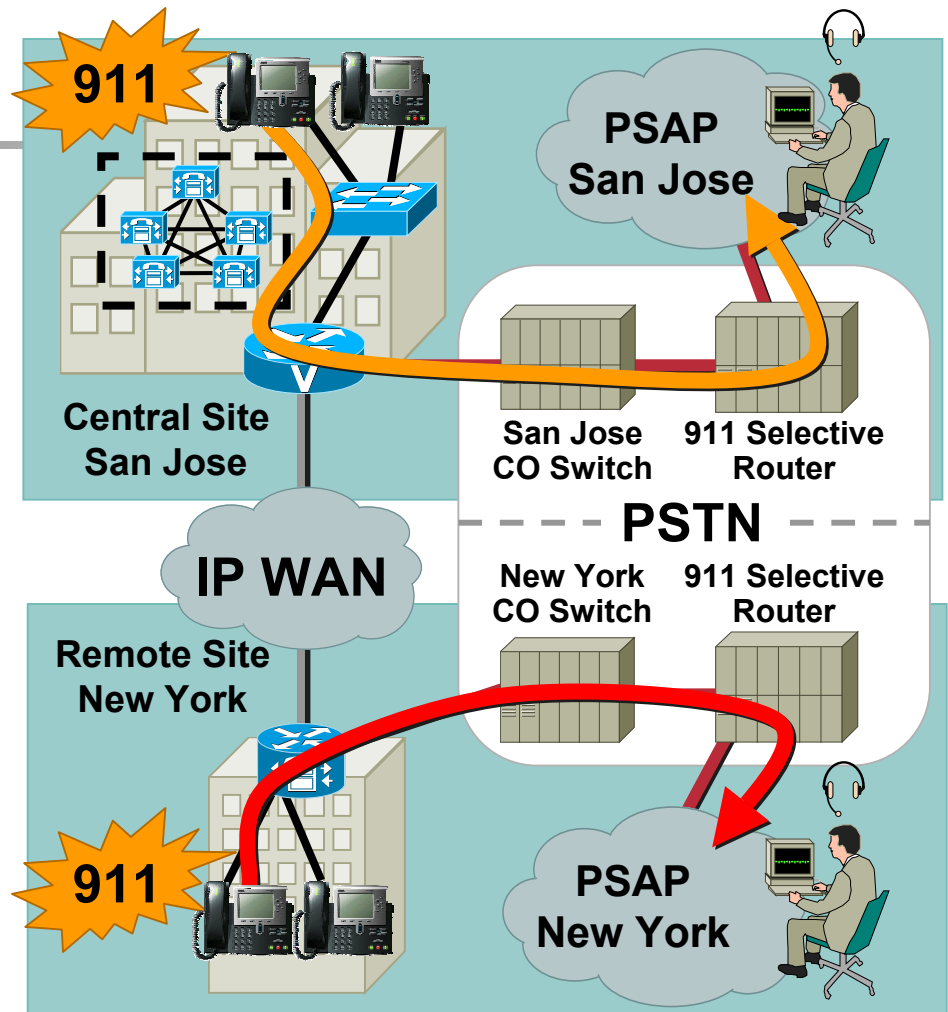 911
PSAP
San Jose
V
Central Site
San Jose
San Jose
CO Switch
911 Selective
Router
PSTN
IP WAN
New York
CO Switch
911 Selective
Router
Remote Site
New York
911
PSAP
New York